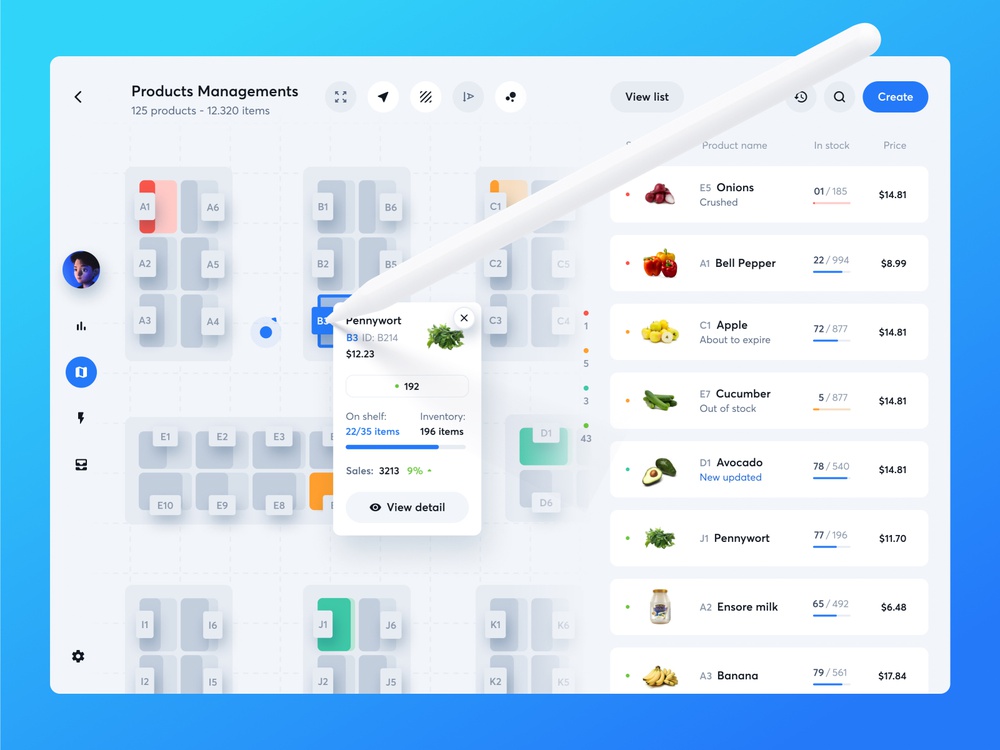 Products Managements
125 products - 12.320 items
View list
Create
Product name
In stock
Price
A1
A6
A2
A5
A3
A4
B1
B6
B2
B5
B3
C1
C2
C5
C3
C4
Pennywort
B3 ID: B214
$12.23
192
On shelf:
Inventory:
22/35 items
196 items
Sales: 3213 9%
View detail
1
5
3
43
E1
E2
E3
E10
E9
E8
D1
D6
I1
I6
I2
I5
J1
J6
J2
J5
K1
K6
K2
K5
E5 Onions
Crushed
01 / 185
$14.81
A1 Bell Pepper
22 / 994
$8.99
C1 Apple
About to expire
72 / 877
$14.81
E7 Cucumber
Out of stock
5 / 877
$14.81
D1 Avocado
New updated
78 / 540
$14.81
J1 Pennywort
77 / 196
$11.70
A2 Ensore milk
65 / 492
$6.48
A3 Banana
79 / 561
$17.84